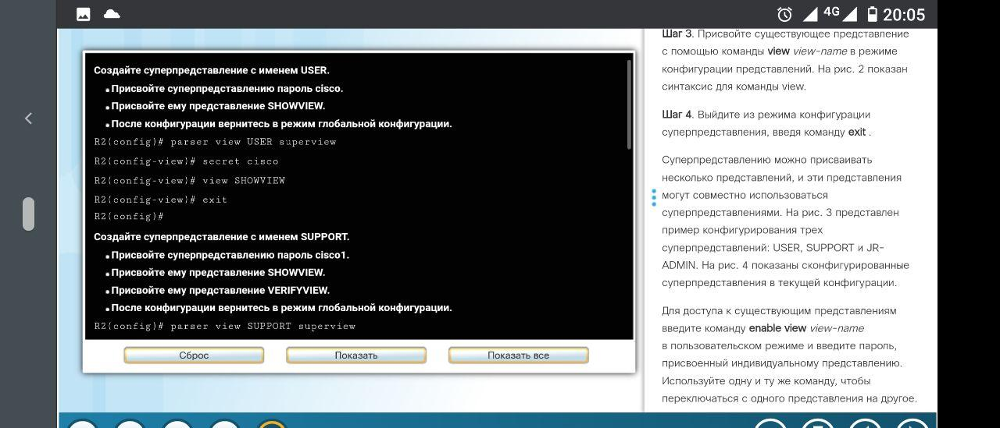 4G 20:05
Создайте суперпредставление с именем USER.
Присвойте суперпредставлению пароль cisco.
Присвойте ему представление SHOWVIEW.
После конфигурации вернитесь в режим глобальной конфигурации.
R2(config)# parser view USER superview
R2(config-view)# secret cisco
R2(config-view)# view SHOWVIEW
R2(config-view)# exit
R2(config)#
Создайте суперпредставление с именем SUPPORT.
Присвойте суперпредставлению пароль cisco1.
Присвойте ему представление SHOWVIEW.
Присвойте ему представление VERIFYVIEW.
После конфигурации вернитесь в режим глобальной конфигурации.
R2(config)# parser view SUPPORT superview
Сброс
Показать
Показать все
Шаг 3. Присвойте существующее представление
с помощью команды view view-name в режиме
конфигурации представлений. На рис. 2 показан
синтаксис для команды view.
Шаг 4. Выйдите из режима конфигурации
суперпредставления, введя команду exit .
Суперпредставлению можно присваивать
несколько представлений, и эти представления
могут совместно использоваться
суперпредставлениями. На рис. 3 представлен
пример конфигурирования трех
суперпредставлений: USER, SUPPORT и JR-
ADMIN. На рис. 4 показаны сконфигурированные
суперпредставления в текущей конфигурации.
Для доступа к существующим представлениям
введите команду enable view view-name
в пользовательском режиме и введите пароль,
присвоенный индивидуальному представлению.
Используйте одну и ту же команду, чтобы
переключаться с одного представления на другое.